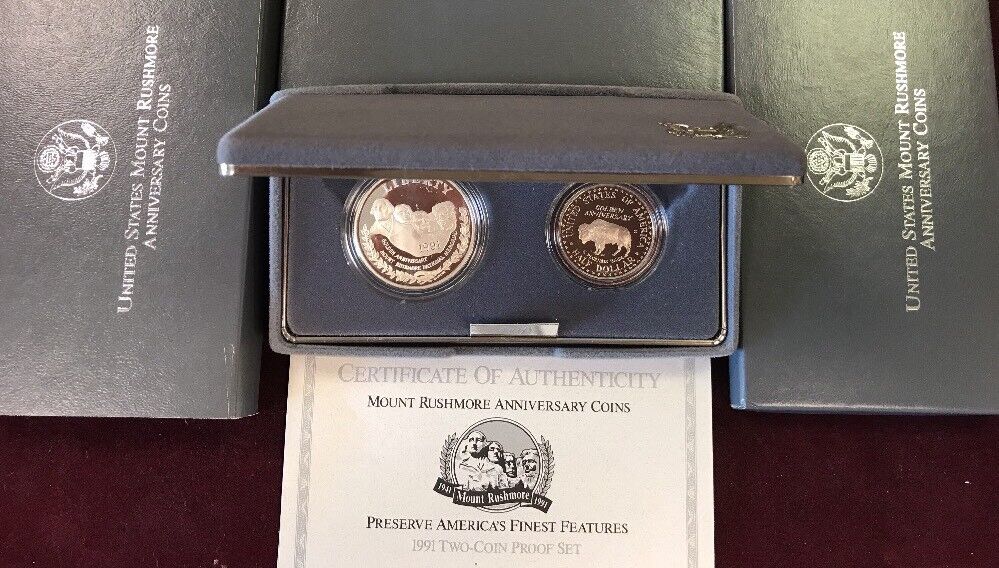 UNITED STATES MOUNT RUSHMORE
ANNIVERSARY COINS
LIBERTY
1991
UNITED STATES OF AMERICA
GOLDEN
ANNIVERSARY
HALF DOLL
UNITED STATES MOUNT RUSHMORE
ANNIVERSARY COINS
CERTIFICATE OF AUTHENTICITY
MOUNT RUSHMORE ANNIVERSARY COINS
1941 Mount Rushmore 1991
PRESERVE AMERICA'S FINEST FEATURES
1991 TWO-COIN PROOF SET